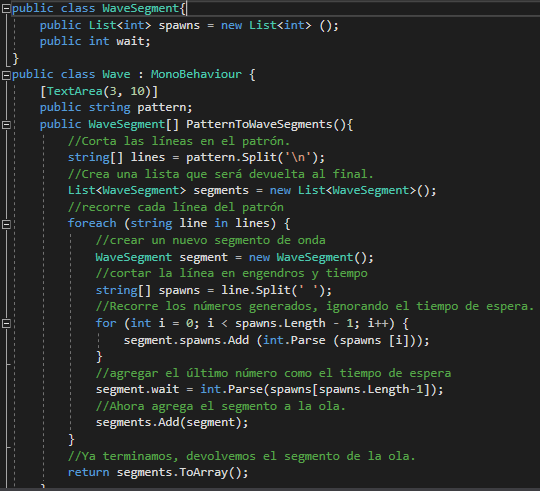 public class WaveSegment{
    public List<int> spawns = new List<int> ();
    public int wait;
}
public class Wave : MonoBehaviour {
    [TextArea(3, 10)]
    public string pattern;
    public WaveSegment[] PatternToWaveSegments(){
        //Corta las líneas en el patrón.
        string[] lines = pattern.Split('\n');
        //Crea una lista que será devuelta al final.
        List<WaveSegment> segments = new List<WaveSegment>();
        //recorre cada línea del patrón
        foreach (string line in lines) {
            //crear un nuevo segmento de onda
            WaveSegment segment = new WaveSegment();
            //cortar la línea en engendros y tiempo
            string[] spawns = line.Split(' ');
            //Recorre los números generados, ignorando el tiempo de espera.
            for (int i = 0; i < spawns.Length - 1; i++) {
                segment.spawns.Add (int.Parse (spawns [i]));
            }
            //agregar el último número como el tiempo de espera
            segment.wait = int.Parse(spawns[spawns.Length-1]);
            //Ahora agrega el segmento a la ola.
            segments.Add(segment);
        }
        //Ya terminamos, devolvemos el segmento de la ola.
        return segments.ToArray();
    }